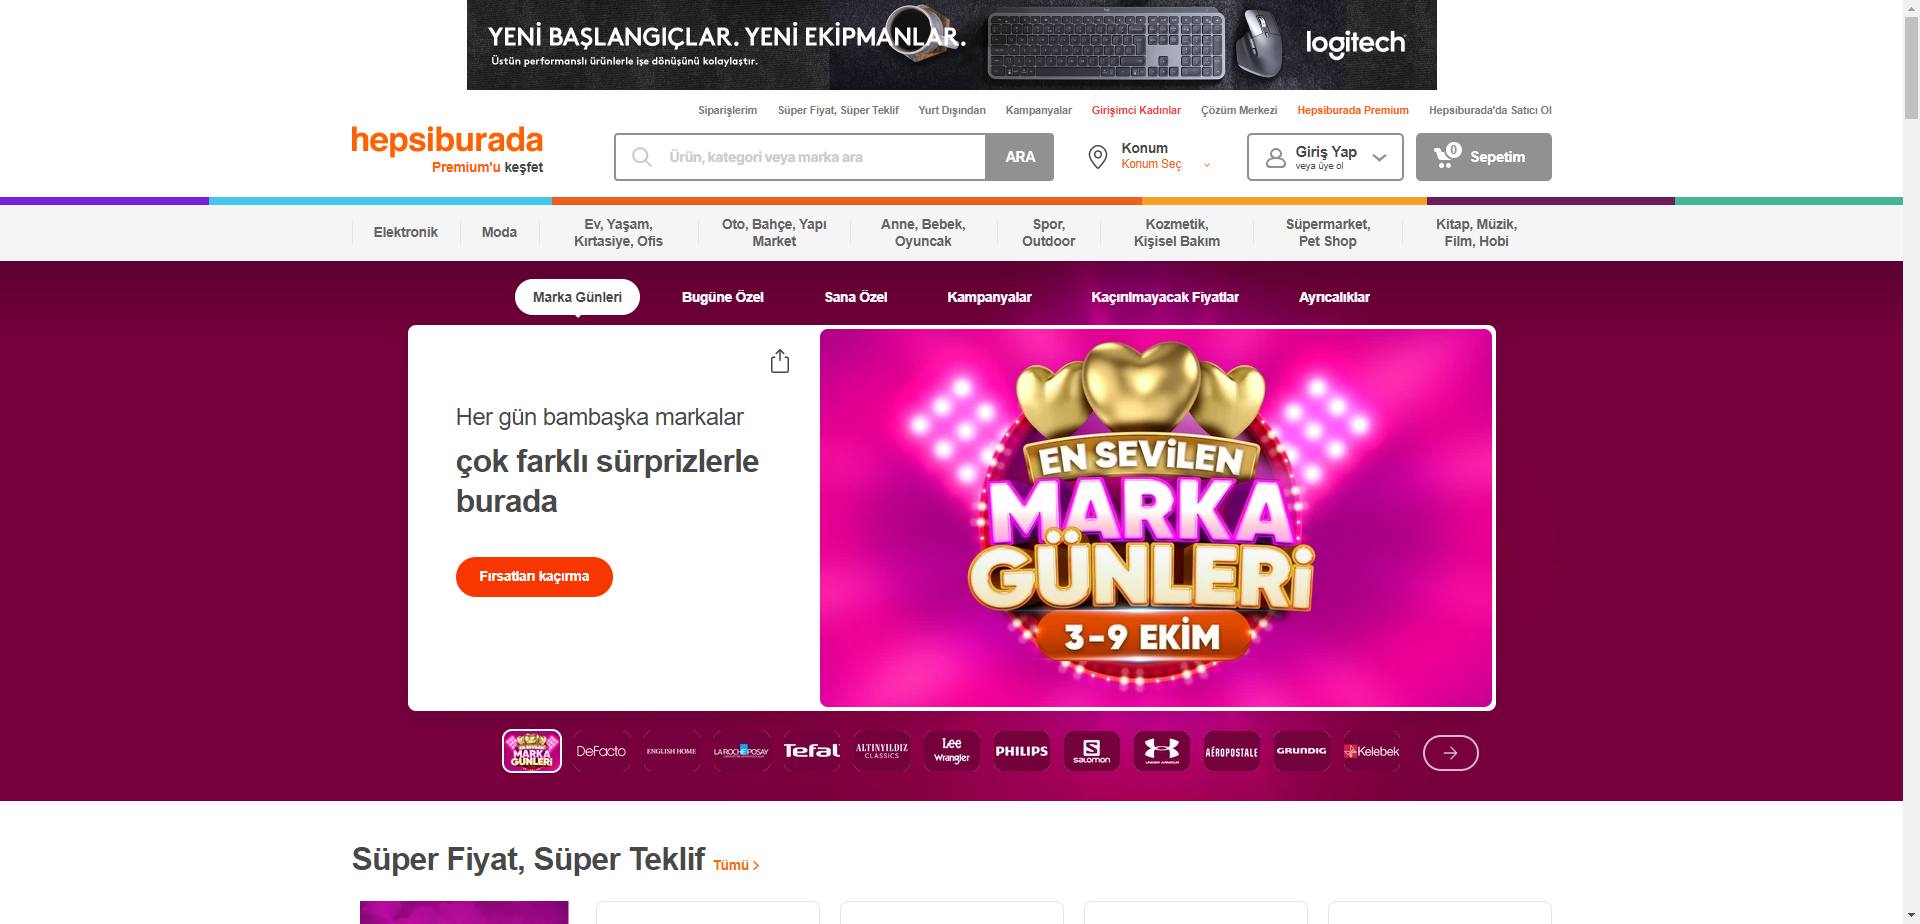 YENİ BAŞLANGIÇLAR. YENİ EKİPMANLAR.
Üstün performanslı ürünlerle işe dönüşünü kolaylaştır.
logitech
Siparişlerim
Süper Fiyat, Süper Teklif
Yurt Dışından
Kampanyalar
Girişimci Kadınlar
Çözüm Merkezi
Hepsiburada Premium
Hepsiburada'da Satıcı Ol
hepsiburada
Premium'u keşfet
Ürün, kategori veya marka ara
ARA
Konum
Konum Seç
Giriş Yap
veya üye ol
0
Sepetim
Elektronik
Moda
Ev, Yaşam,
Kırtasiye, Ofis
Oto, Bahçe, Yapı
Market
Anne, Bebek,
Oyuncak
Spor,
Outdoor
Kozmetik,
Kişisel Bakım
Süpermarket,
Pet Shop
Kitap, Müzik,
Film, Hobi
Marka Günleri
Bugüne Özel
Sana Özel
Kampanyalar
Kaçırılmayacak Fiyatlar
Ayrıcalıklar
Her gün bambaşka markalar
çok farklı sürprizlerle
burada
Fırsatları kaçırma
EN SEVİLEN
MARKA
GÜNLERİ
3-9 EKİM
EN SEVİLEN
MARKA
GÜNLERİ
DeFacto
ENGLISH HOME
LA ROCHE POSAY
Tefal
ALTINYILDIZ
CLASSICS
Lee
Wrangler
PHILIPS
S
SALOMON
UNDER ARMOUR
AÉROPOSTALE
GRUNDIG
Kelebek
Süper Fiyat, Süper Teklif
Tümü >